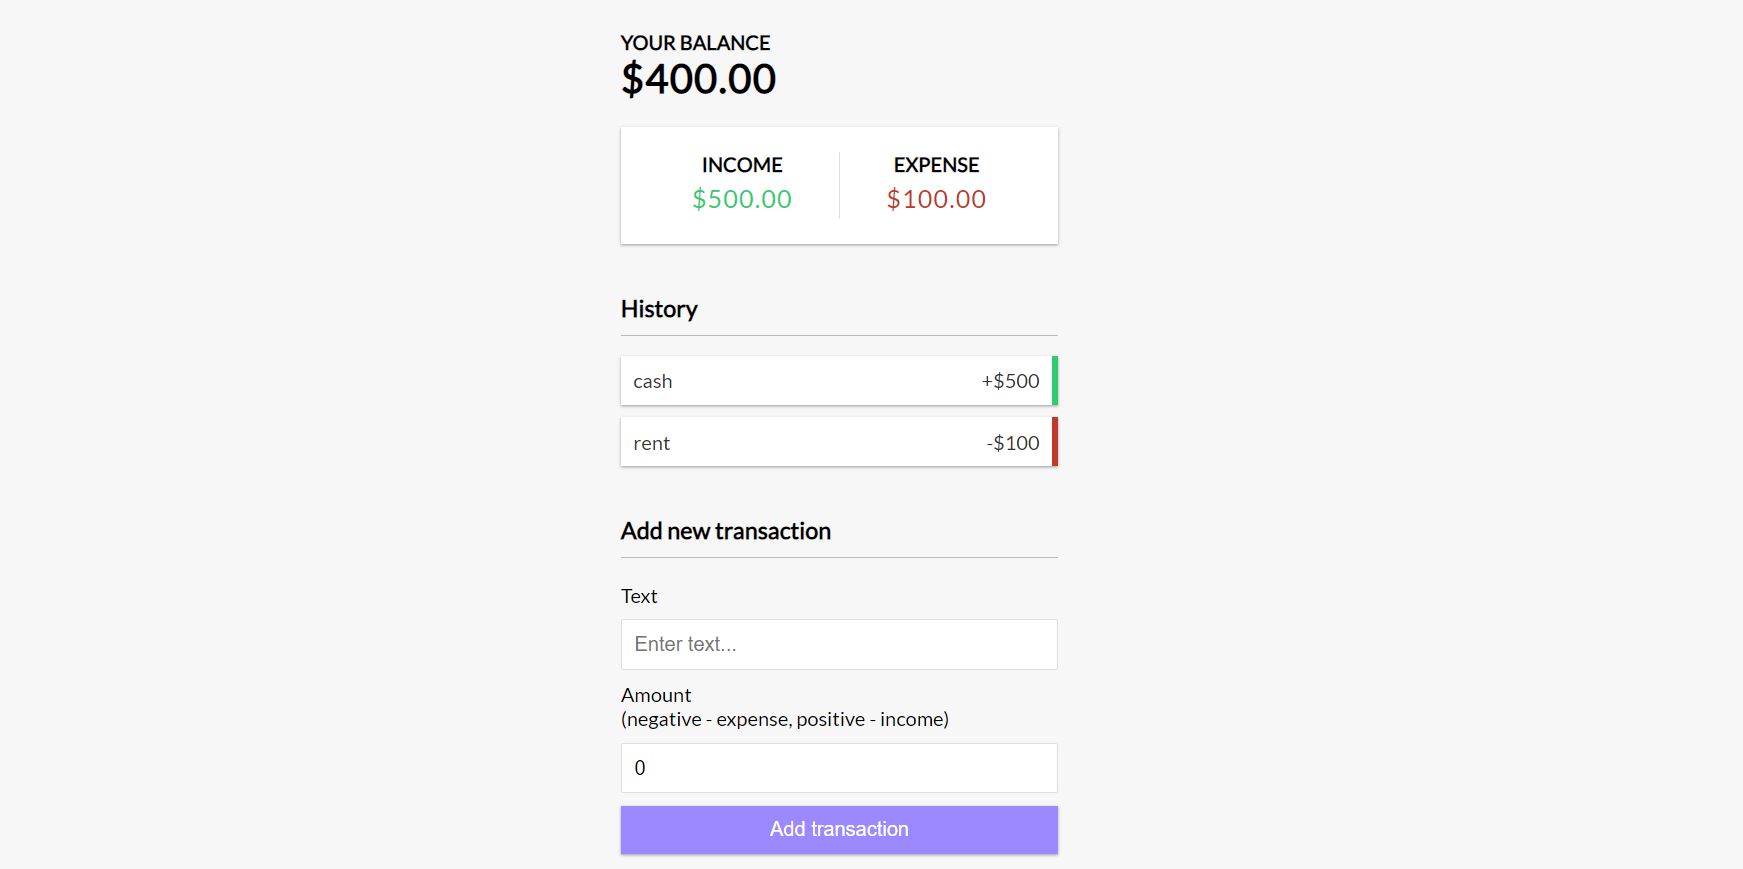 YOUR BALANCE
$400.00
INCOME
$500.00
EXPENSE
$100.00
History
cash +$500
rent -$100
Add new transaction
Text
Enter text...
Amount
(negative - expense, positive - income)
0
Add transaction